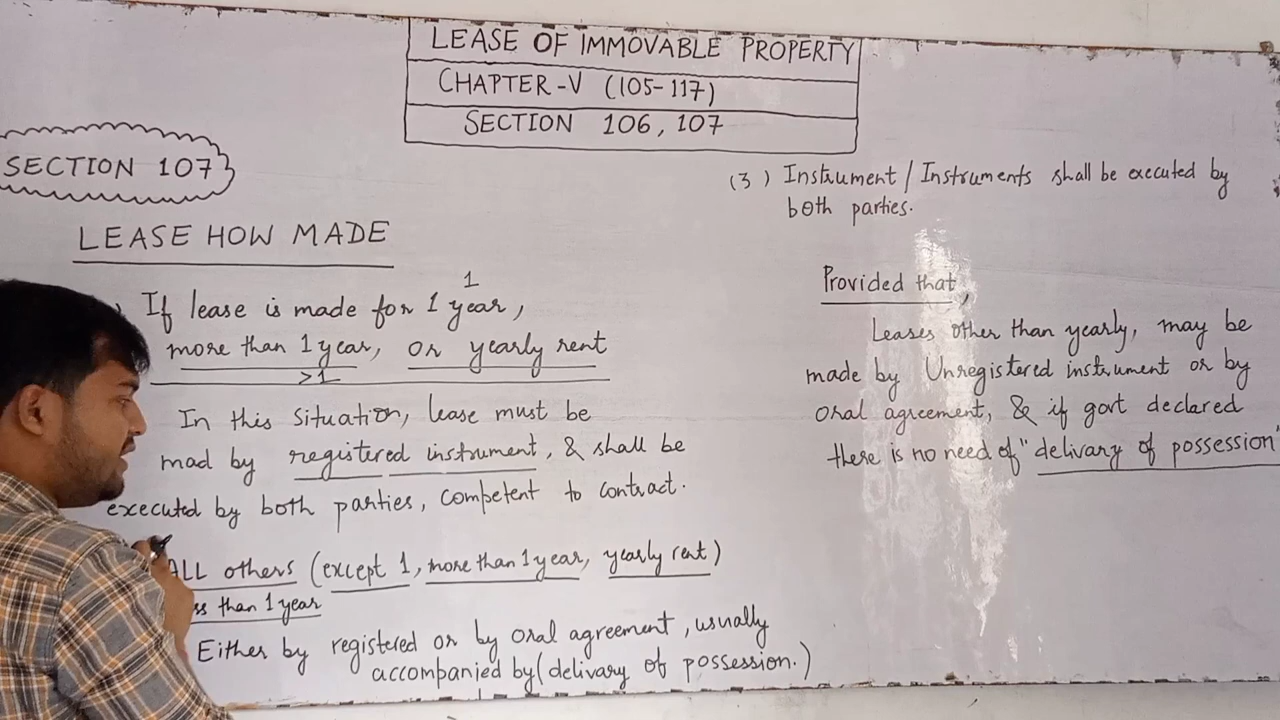 LEASE OF IMMOVABLE PROPERTY
CHAPTER-V (105-117)
SECTION 106, 107
SECTION 107
LEASE HOW MADE
1
If lease is made for 1 year,
more than 1 year, or yearly rent
>1
In this situation, lease must be
mad by registered instrument, & shall be
executed by both parties, competent to contract.
ALL others (except 1, more than 1 year, yearly rent)
than 1 year
Either by registered or by oral agreement, usually
accompanied by (delivary of possession.)
(3) Instrument / Instruments shall be executed by
both parties.
Provided that,
Leases other than yearly, may be
made by Unregistered instrument or by
oral agreement, & if govt declared
there is no need of "delivary of possession"